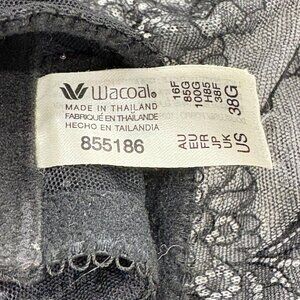 Wacoal®
MADE IN THAILAND
FABRIQUÉ EN THAÏLANDE
HECHO EN TAILANDIA
855186
AU 16F
EU 85G
FR 100G
JP H85
UK 38F
US 38G